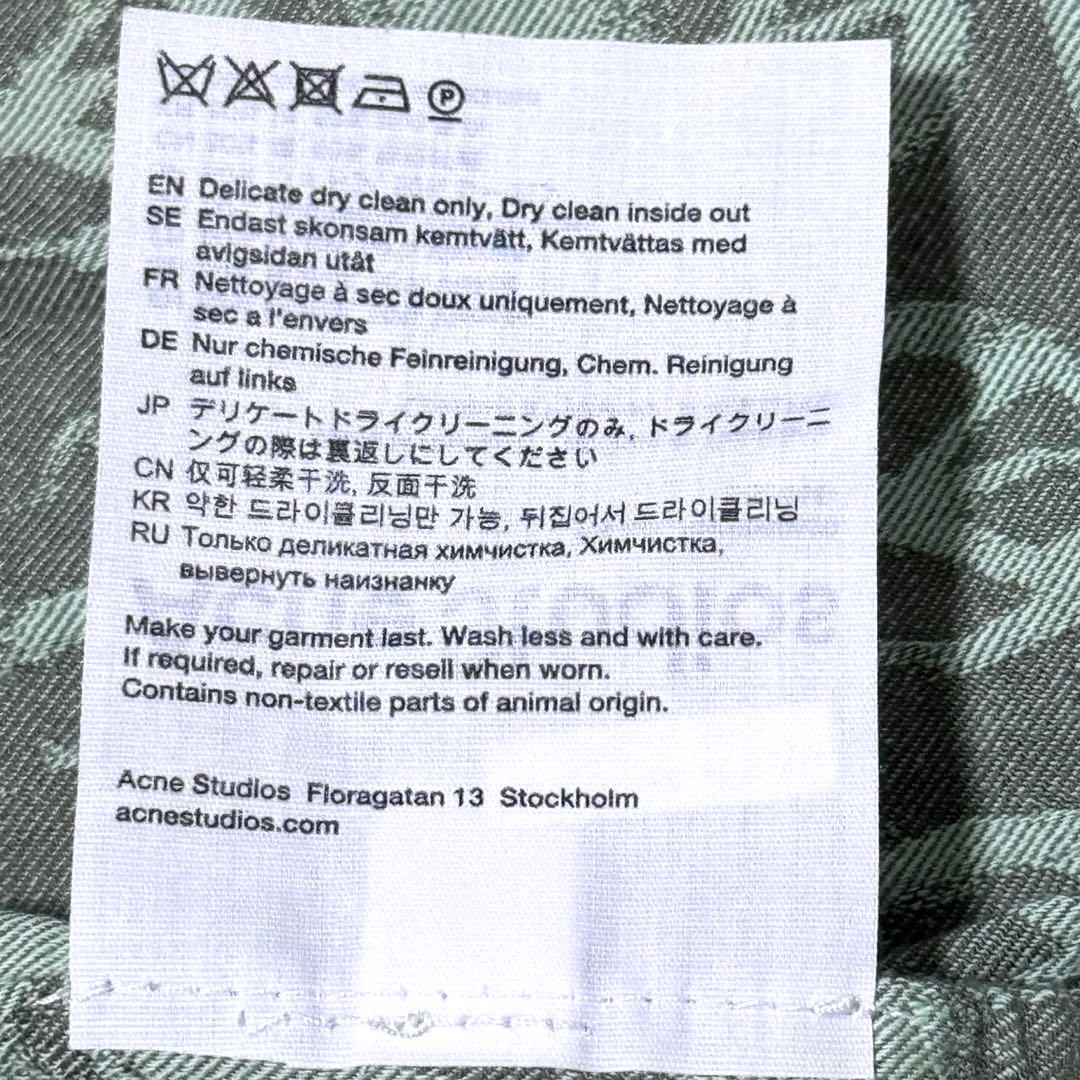 P
EN Delicate dry clean only, Dry clean inside out
SE Endast skonsam kemtvätt, Kemtvättas med
avigsidan utåt
FR Nettoyage à sec doux uniquement, Nettoyage à
sec a l'envers
DE Nur chemische Feinreinigung, Chem. Reinigung
auf links
JP デリケートドライクリーニングのみ, ドライクリーニ
ングの際は裏返しにしてください
CN 仅可轻柔干洗, 反面干洗
KR 약한 드라이클리닝만 가능, 뒤집어서 드라이클리닝
RU Только деликатная химчистка, Химчистка,
вывернуть наизнанку
Make your garment last. Wash less and with care.
If required, repair or resell when worn.
Contains non-textile parts of animal origin.
Acne Studios Floragatan 13 Stockholm
acnestudios.com